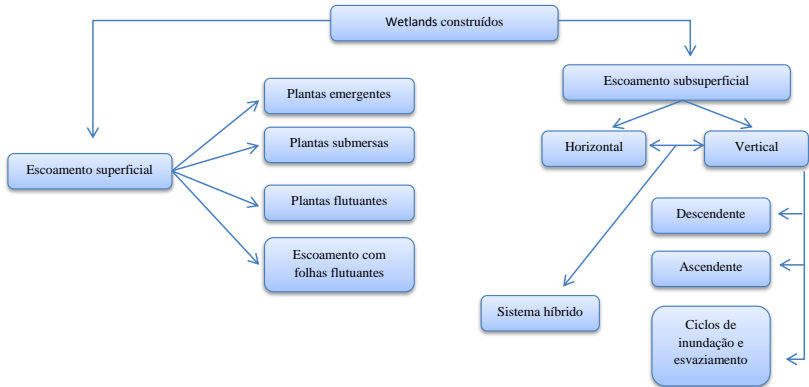 Wetlands construídos
Escoamento superficial
Plantas emergentes
Plantas submersas
Plantas flutuantes
Escoamento com
folhas flutuantes
Escoamento subsuperficial
Horizontal
Vertical
Sistema híbrido
Descendente
Ascendente
Ciclos de
inundação e
esvaziamento